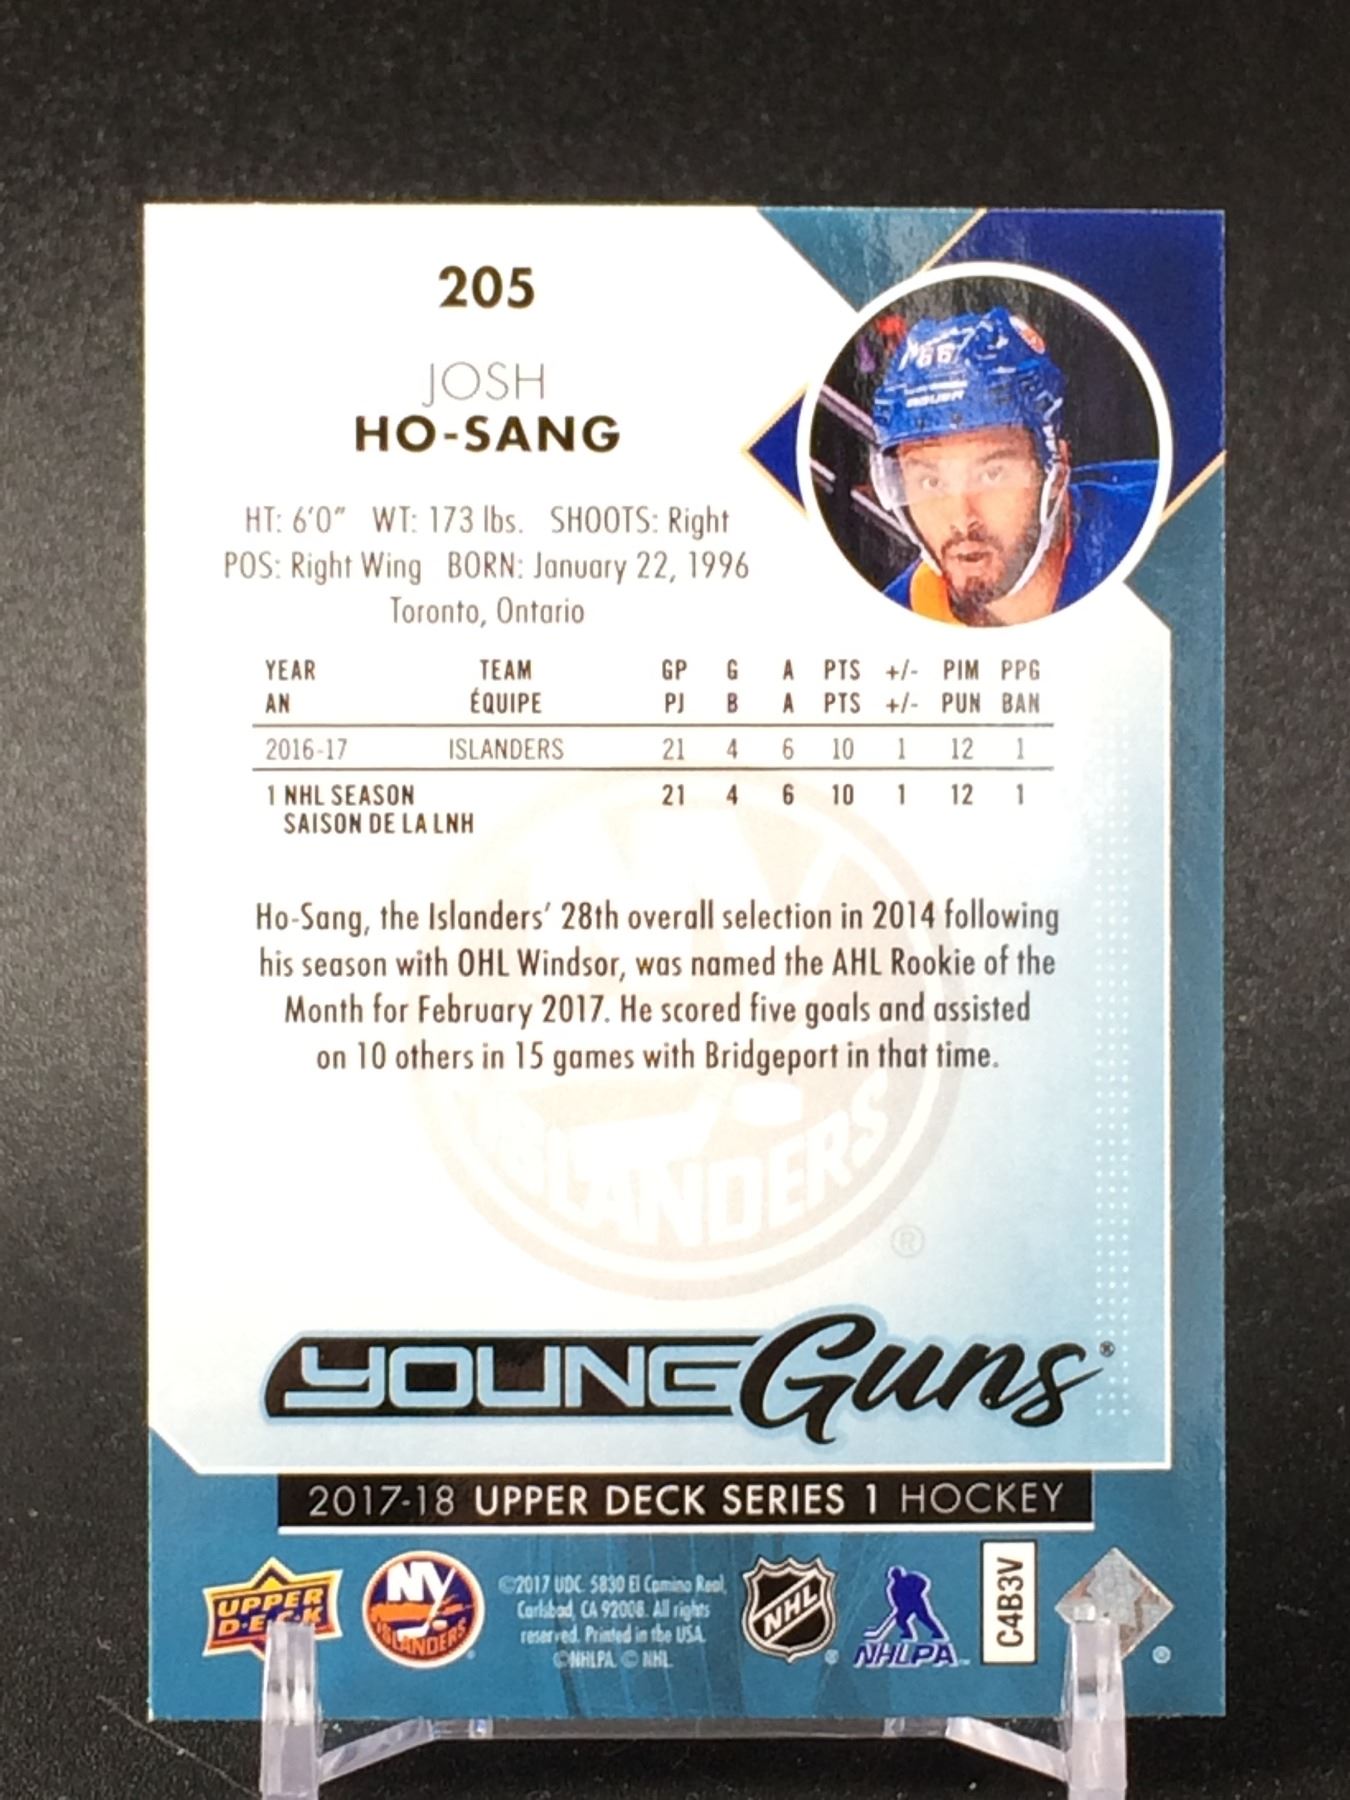 205
JOSH
HO-SANG
HT: 6'0" WT: 173 lbs. SHOOTS: Right
POS: Right Wing BORN: January 22, 1996
Toronto, Ontario
66
BAUER
YEAR TEAM GP G A PTS +/- PIM PPG
AN ÉQUIPE PJ B A PTS +/- PUN BAN
2016-17 ISLANDERS 21 4 6 10 1 12 1
1 NHL SEASON 21 4 6 10 1 12 1
SAISON DE LA LNH
Ho-Sang, the Islanders' 28th overall selection in 2014 following
his season with OHL Windsor, was named the AHL Rookie of the
Month for February 2017. He scored five goals and assisted
on 10 others in 15 games with Bridgeport in that time.
ISLANDERS
®
YOUNG Guns®
2017-18 UPPER DECK SERIES 1 HOCKEY
UPPER
D·E·C·K
NY
ISLANDERS
©2017 UDC. 5830 El Camino Real,
Carlsbad, CA 92008. All rights
reserved. Printed in the USA.
©NHLPA. © NHL.
NHL
NHLPA
C4B3V